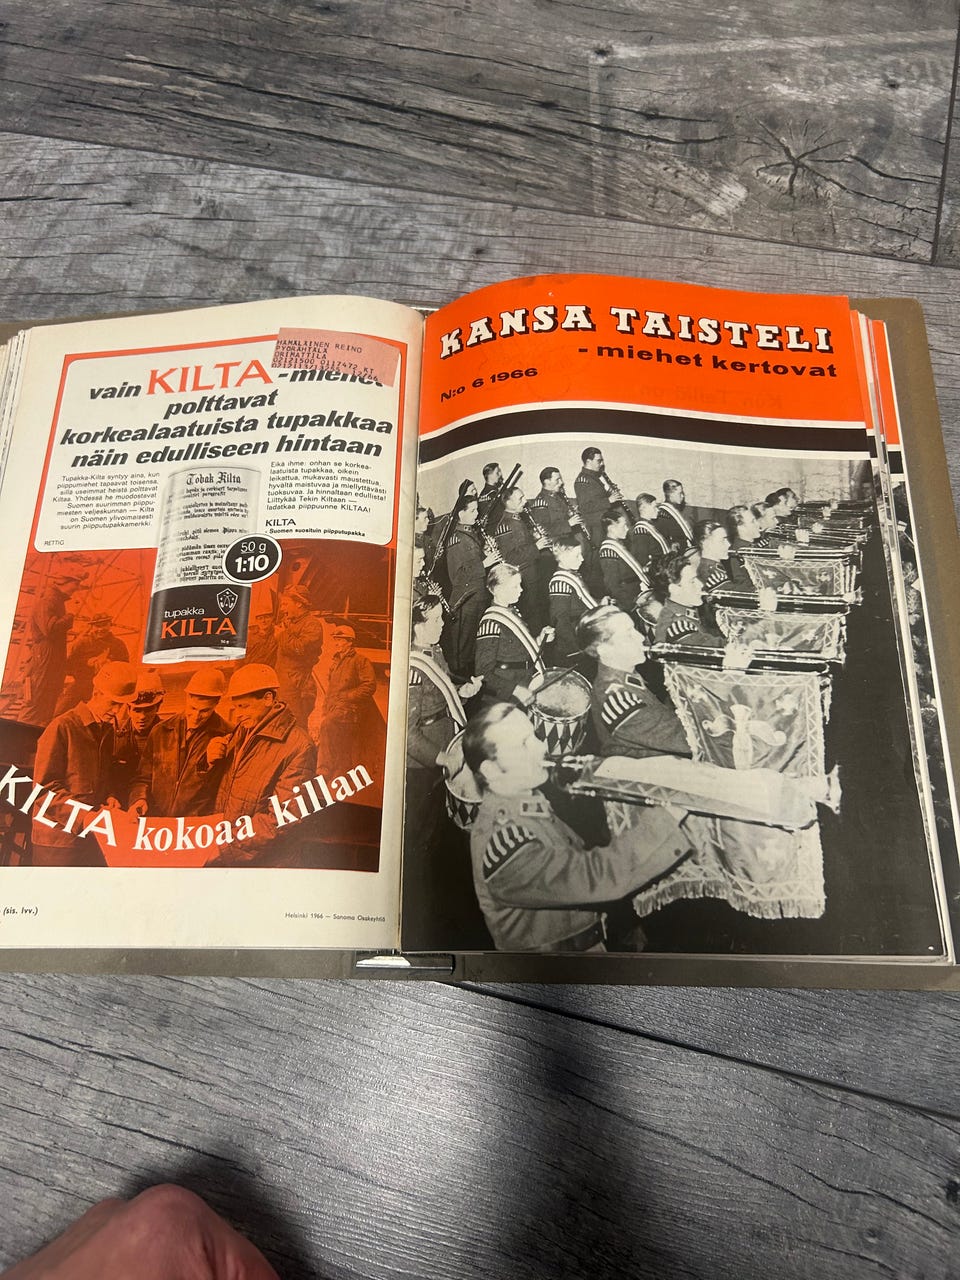 HÄMÄLÄINEN REINO
PYÖRÄHTÄLÄ
ORIMATTILA
vain KILTA -miehet
polttavat
korkealaatuista tupakkaa
näin edulliseen hintaan
Tupakka-Kilta syntyy aina, kun
piippumiehet tapaavat toisensa,
sillä useimmat heistä polttavat
Kiltaa. Yhdessä he muodostavat
Suomen suurimman piippu-
miesten veljeskunnan — Kilta
on Suomen ylivoimaisesti
suurin piipputupakkamerkki.
RETTIG
Eikä ihme: onhan se korkea-
laatuista tupakkaa, oikein
leikattua, mukavasti maustettua,
hyvältä maistuva ja miellyttävästi
tuoksuvaa. Ja hinnaltaan edullista!
Liittykää Tekin Kiltaan —
ladatkaa piippuunne KILTAA!
KILTA
- Suomen suosituin piipputupakka
Tobak Kilta
50 g
1:10
tupakka
KILTA
50 g
KILTA kokoaa killan
(sis. lvv.)
Helsinki 1966 — Sanoma Osakeyhtiö
KANSA TAISTELI
- miehet kertovat
N:o 6 1966